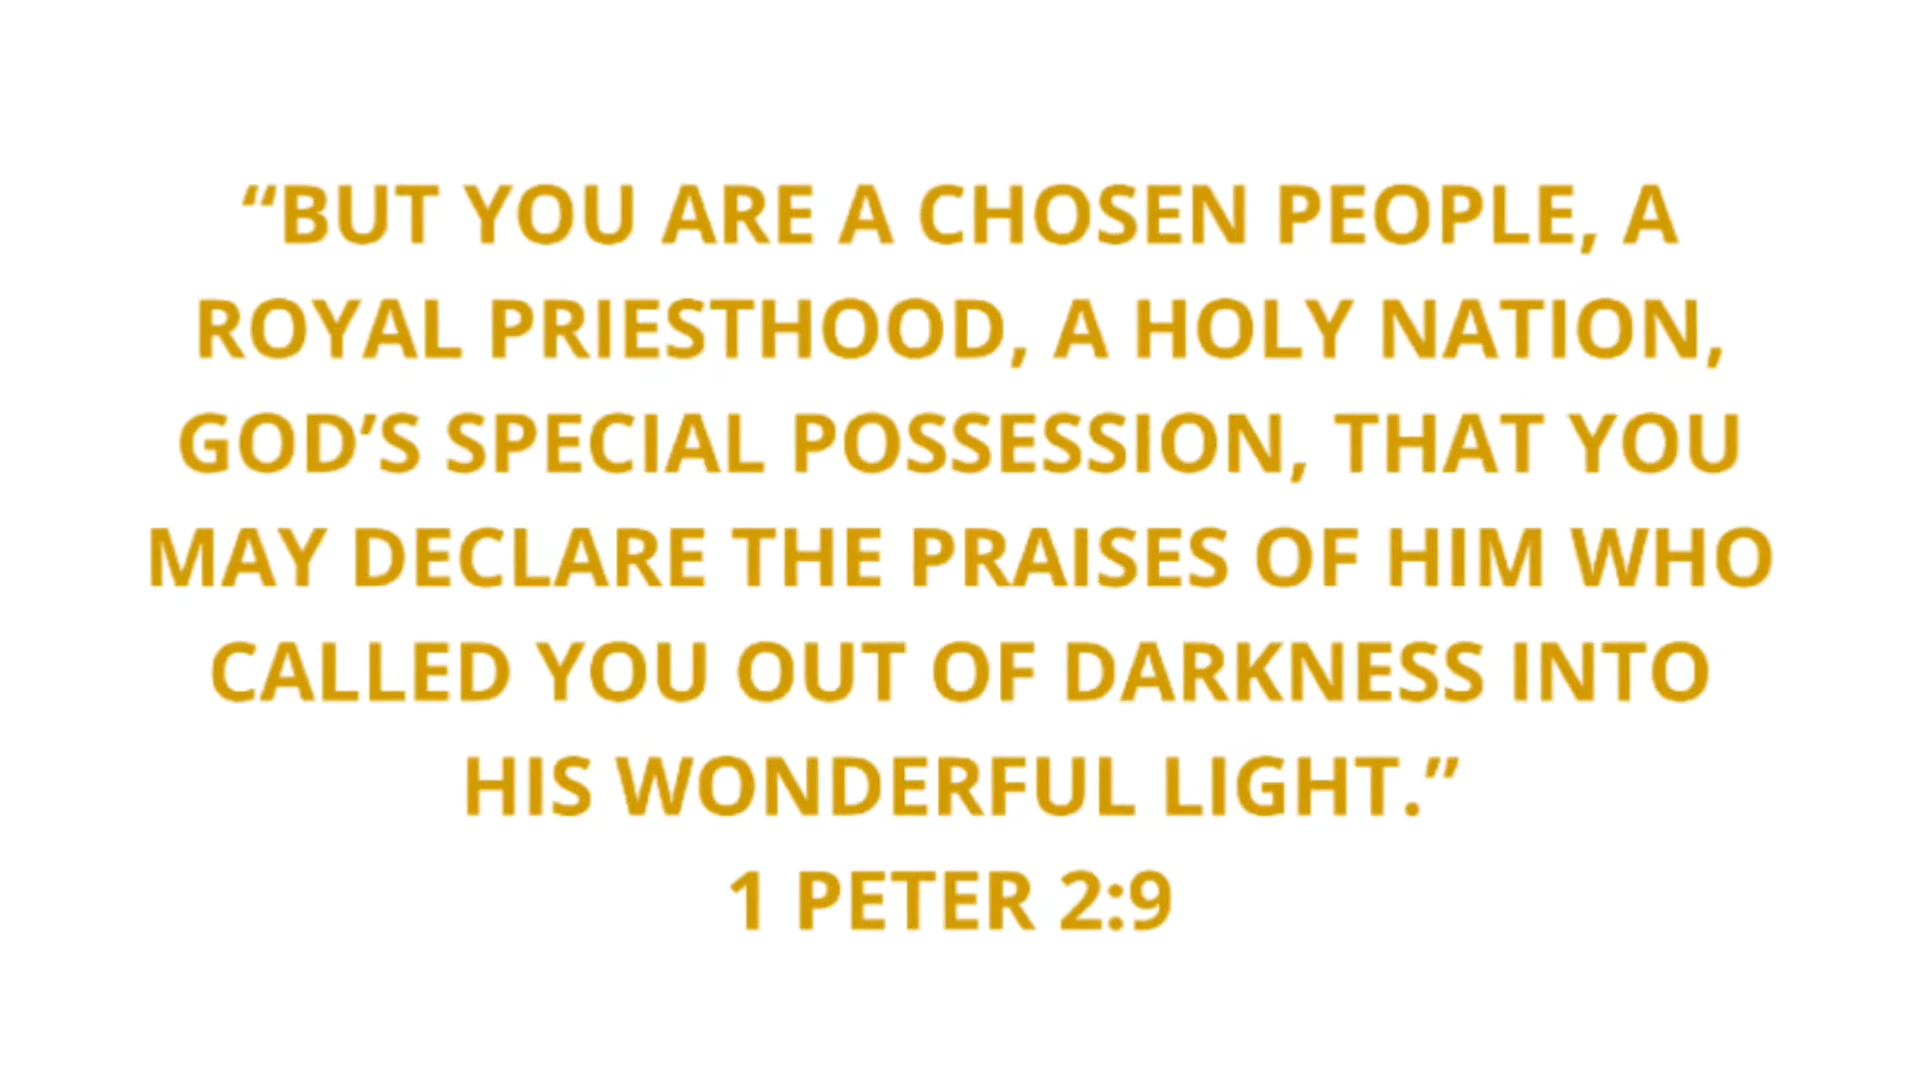 “BUT YOU ARE A CHOSEN PEOPLE, A
ROYAL PRIESTHOOD, A HOLY NATION,
GOD’S SPECIAL POSSESSION, THAT YOU
MAY DECLARE THE PRAISES OF HIM WHO
CALLED YOU OUT OF DARKNESS INTO
HIS WONDERFUL LIGHT.”
1 PETER 2:9